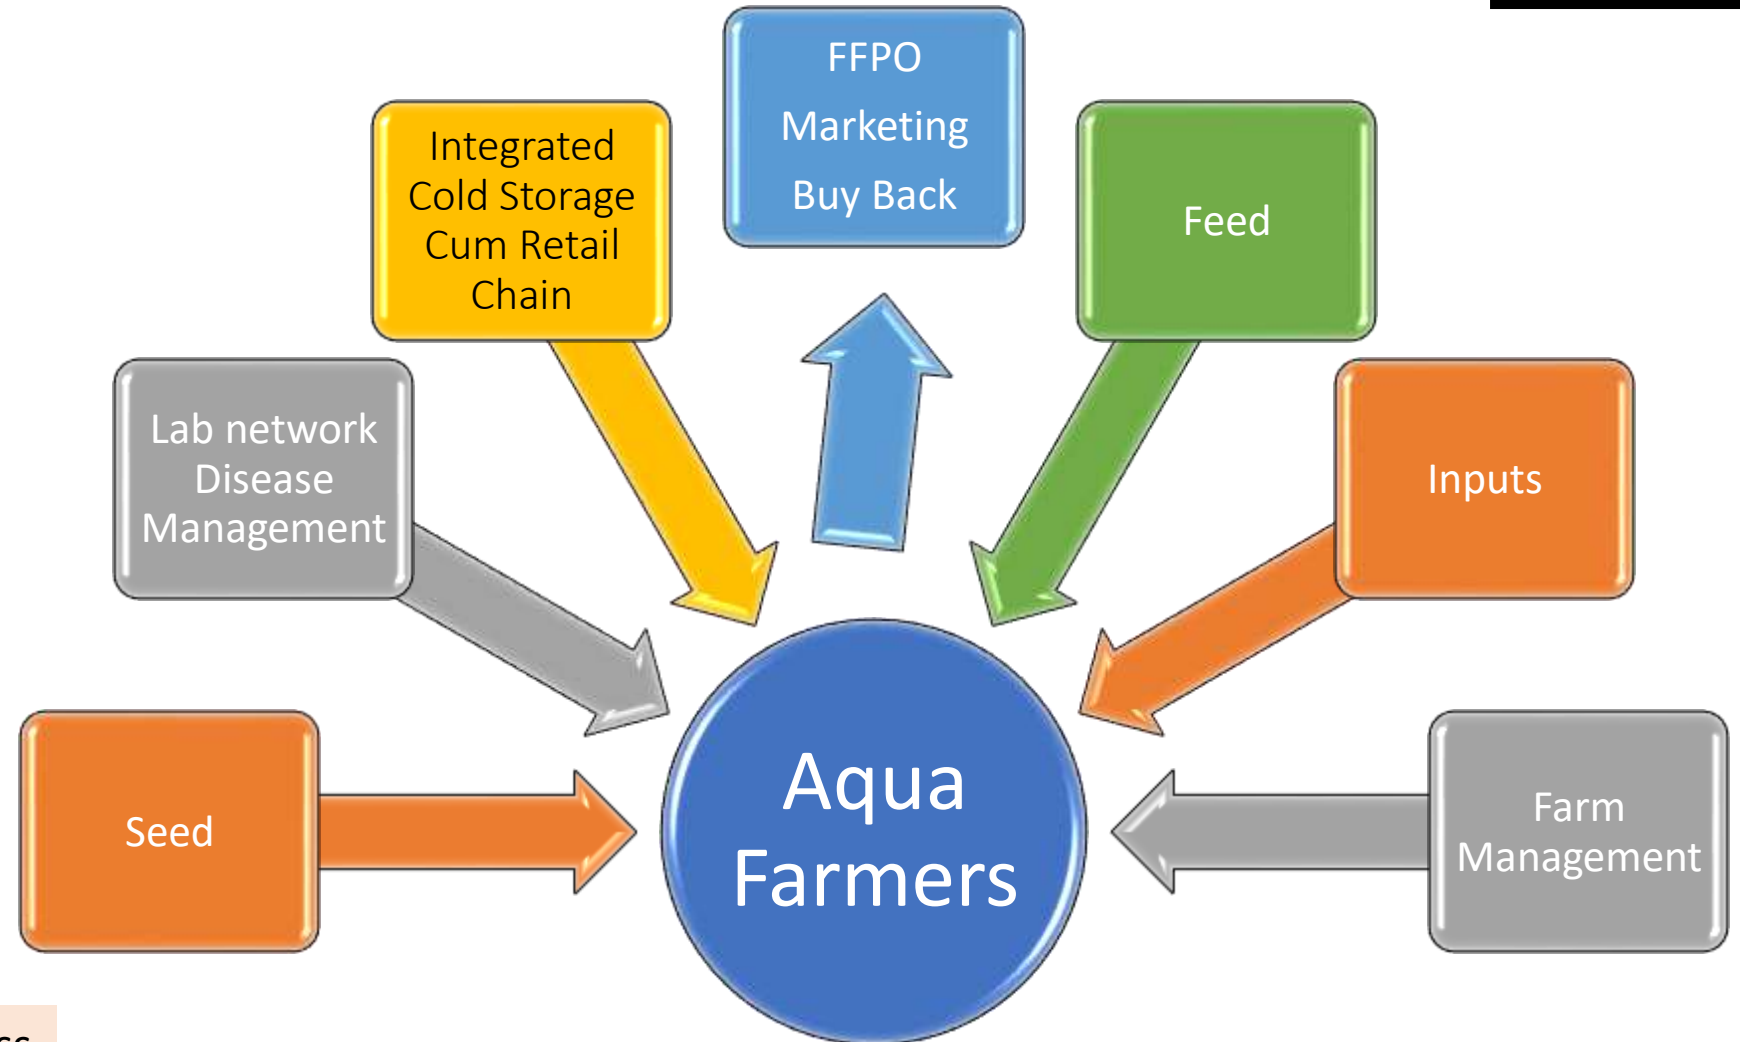 FFPO
Marketing
Buy Back
Integrated
Cold Storage
Cum Retail
Chain
Feed
Lab network
Disease
Management
Inputs
Seed
Aqua
Farmers
Farm
Management